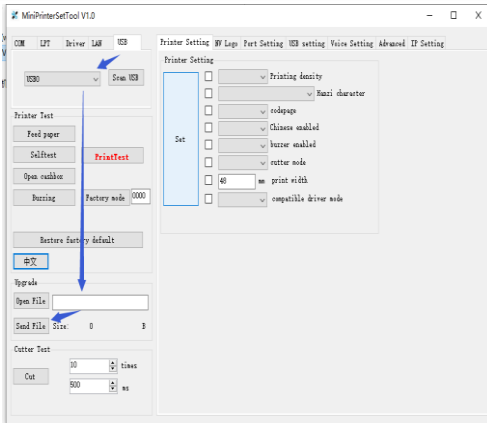 MiniPrinterSetTool V1.0
COM LPT Driver LAN USB
USB0 Scan USB
Printer Test
Feed paper
Selftest PrintTest
Open cashbox
Buzzing Factory mode 0000
Restore factory default
中文
Upgrade
Open File
Send File Size: 0 B
Cutter Test
10 times
Cut
500 ms
Printer Setting NV Logo Port Setting USB setting Voice Setting Advanced IP Setting
Printer Setting
Printing density
Hanzi character
codepage
Chinese enabled
Set
buzzer enabled
cutter mode
48 mm print width
compatible driver mode